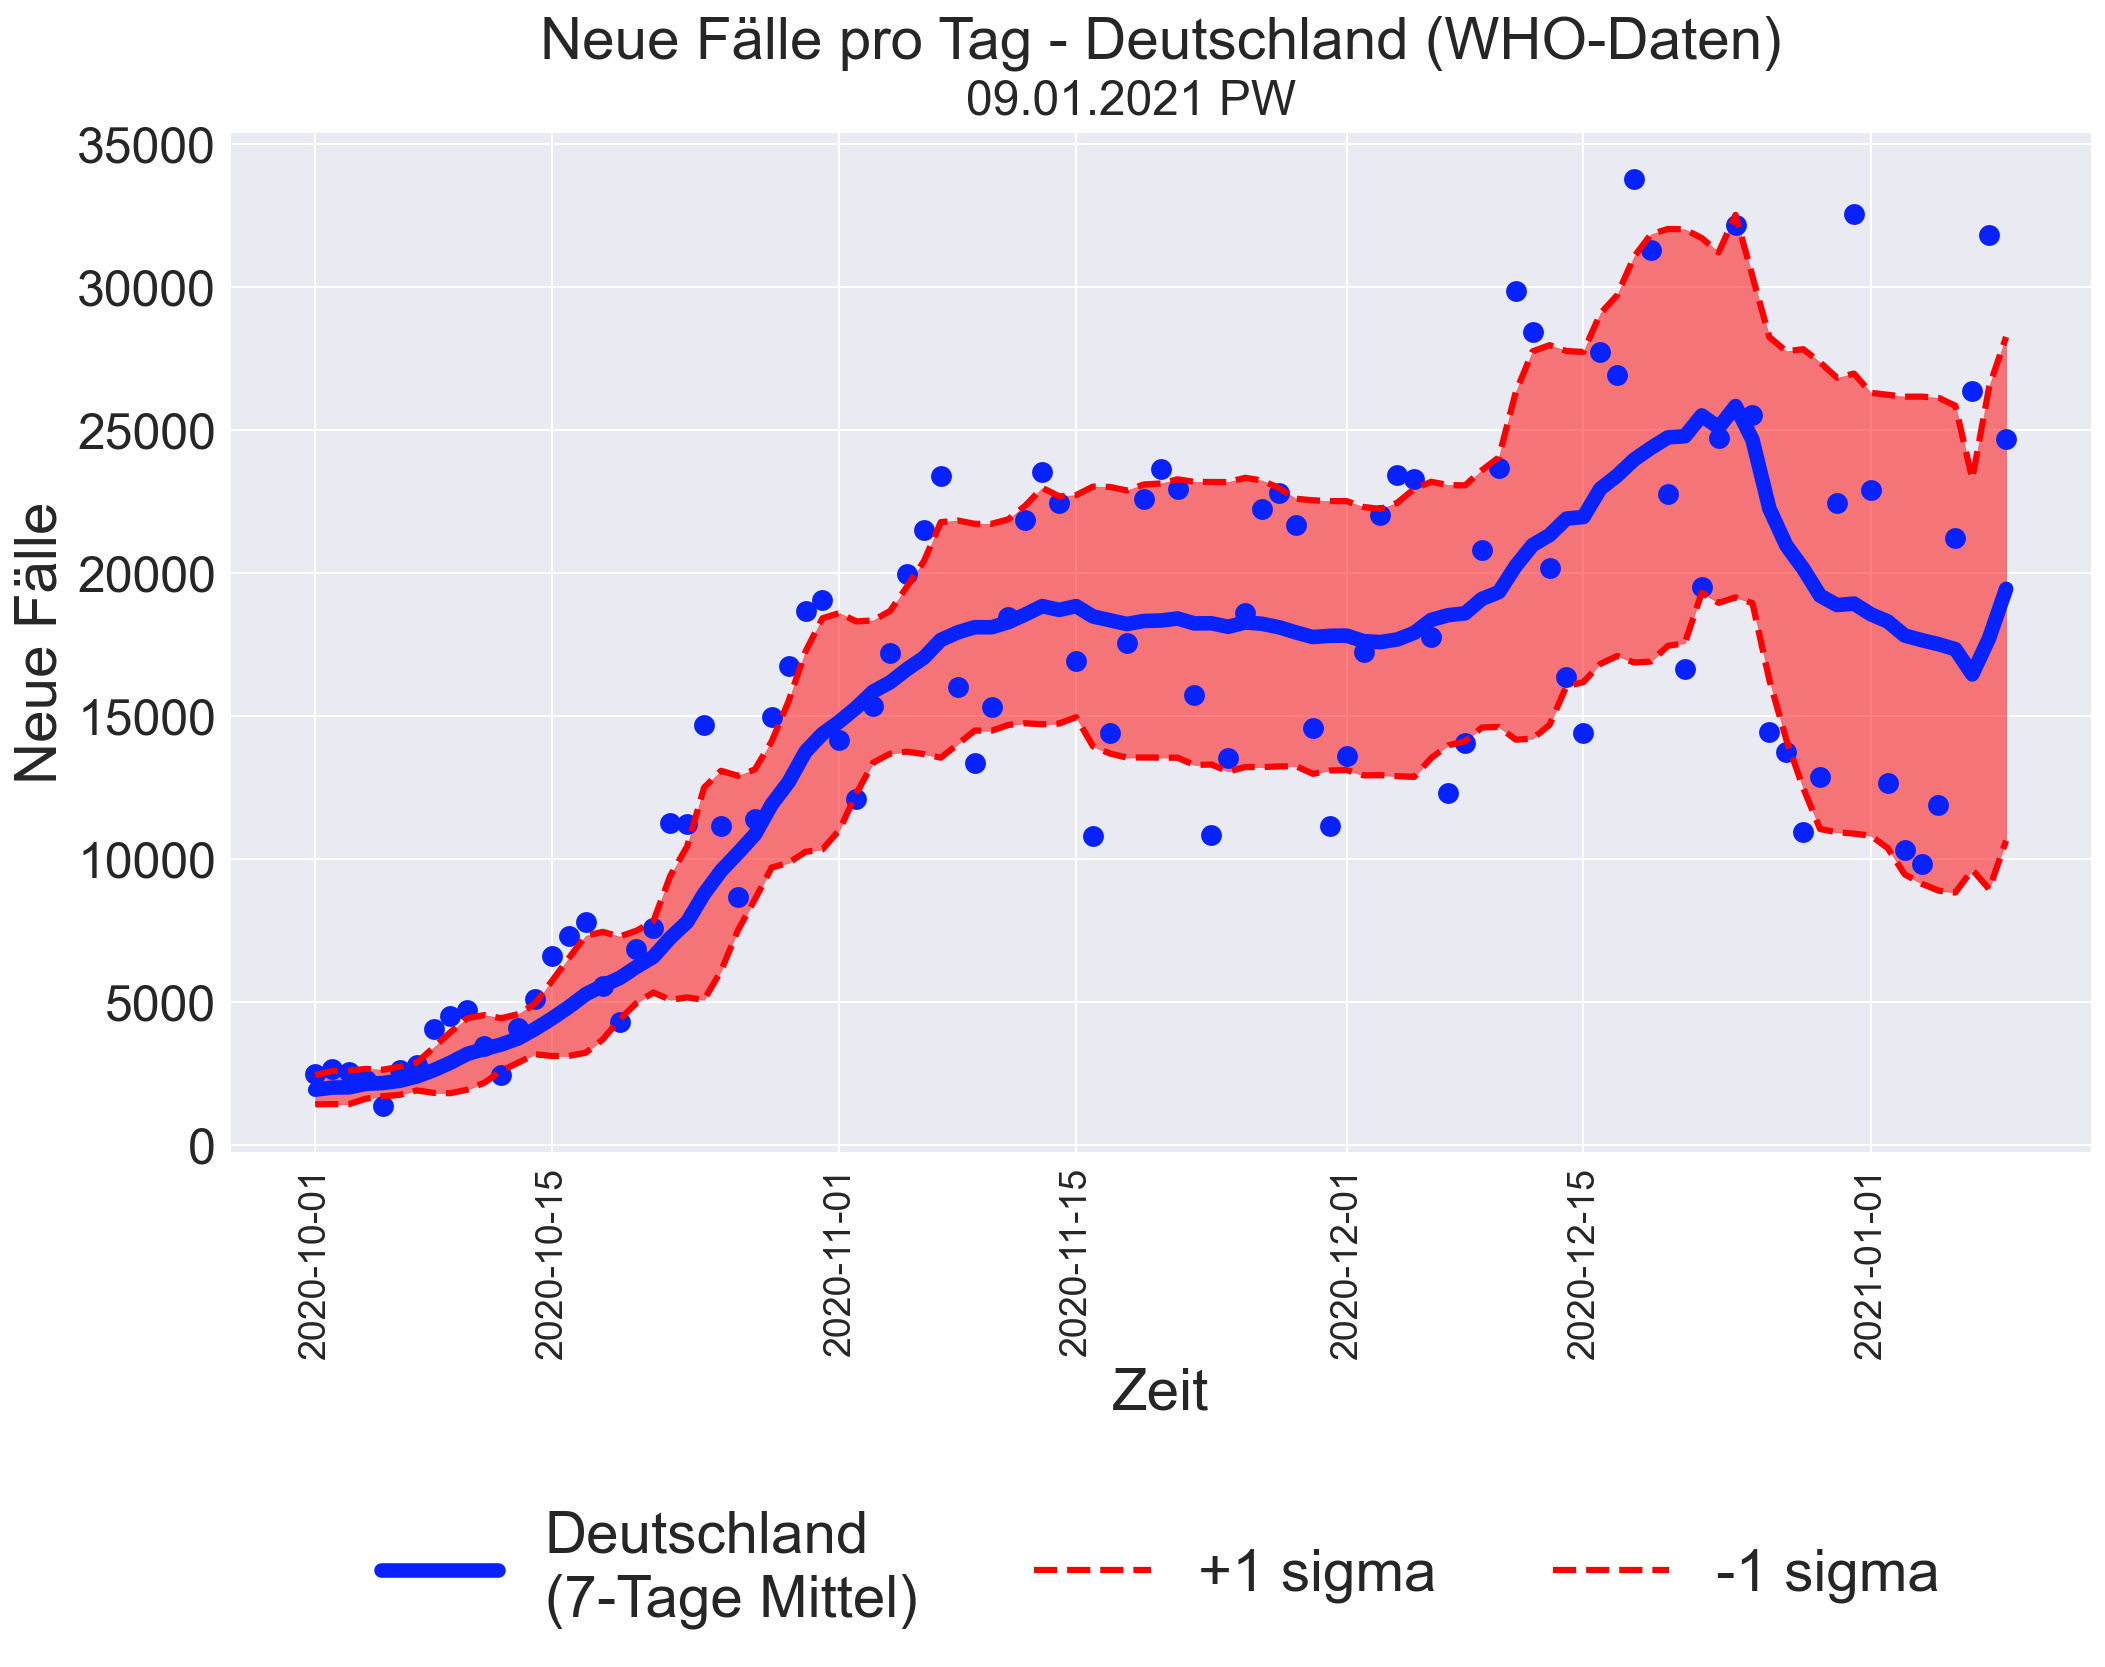 Neue Fälle pro Tag - Deutschland (WHO-Daten)
09.01.2021 PW
Neue Fälle
35000
30000
25000
20000
15000
10000
5000
0
2020-10-01
2020-10-15
2020-11-01
2020-11-15
2020-12-01
2020-12-15
2021-01-01
Zeit
Deutschland
(7-Tage Mittel)
+1 sigma
-1 sigma